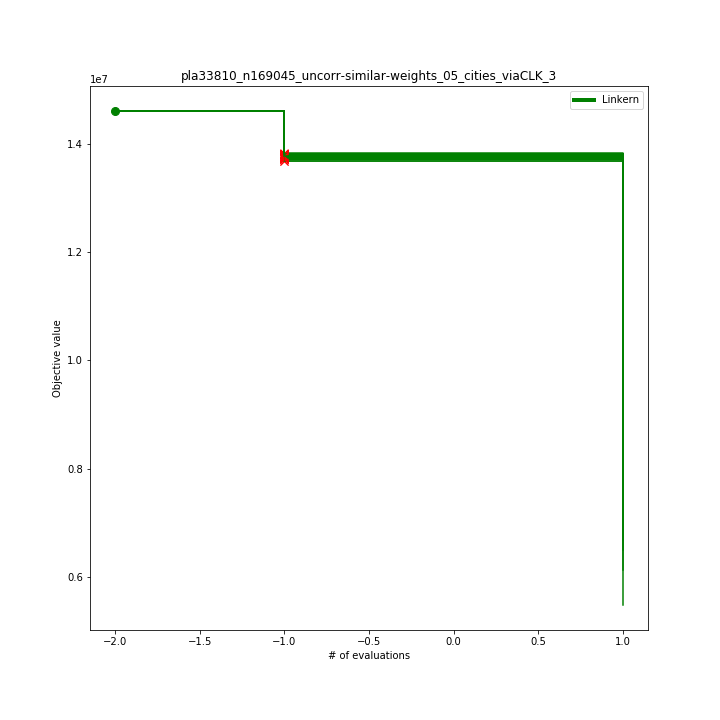 pla33810_n169045_uncorr-similar-weights_05_cities_viaCLK_3
1e7
Linkern
1.4
1.2
1.0
0.8
0.6
Objective value
−2.0 −1.5 −1.0 −0.5 0.0 0.5 1.0
# of evaluations